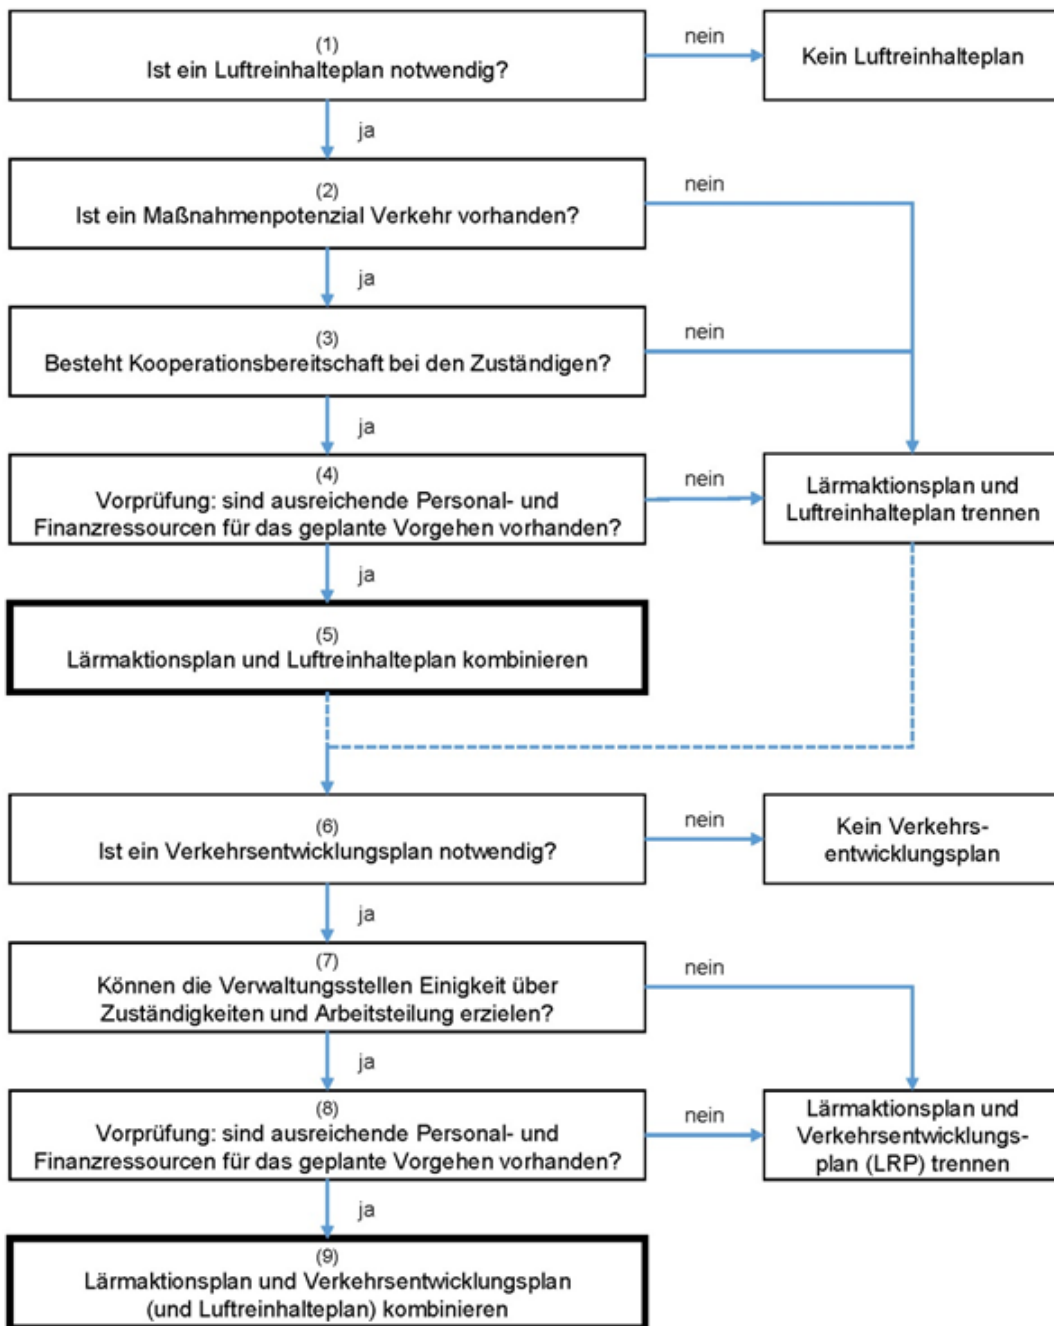 (1)
Ist ein Luftreinhalteplan notwendig?
nein
Kein Luftreinhalteplan
ja
(2)
Ist ein Maßnahmenpotenzial Verkehr vorhanden?
nein
ja
(3)
Besteht Kooperationsbereitschaft bei den Zuständigen?
nein
ja
(4)
Vorprüfung: sind ausreichende Personal- und
Finanzressourcen für das geplante Vorgehen vorhanden?
nein
Lärmaktionsplan und
Luftreinhalteplan trennen
ja
(5)
Lärmaktionsplan und Luftreinhalteplan kombinieren
(6)
Ist ein Verkehrsentwicklungsplan notwendig?
nein
Kein Verkehrs-
entwicklungsplan
ja
(7)
Können die Verwaltungsstellen Einigkeit über
Zuständigkeiten und Arbeitsteilung erzielen?
nein
ja
(8)
Vorprüfung: sind ausreichende Personal- und
Finanzressourcen für das geplante Vorgehen vorhanden?
nein
Lärmaktionsplan und
Verkehrsentwicklungs-
plan (LRP) trennen
ja
(9)
Lärmaktionsplan und Verkehrsentwicklungsplan
(und Luftreinhalteplan) kombinieren